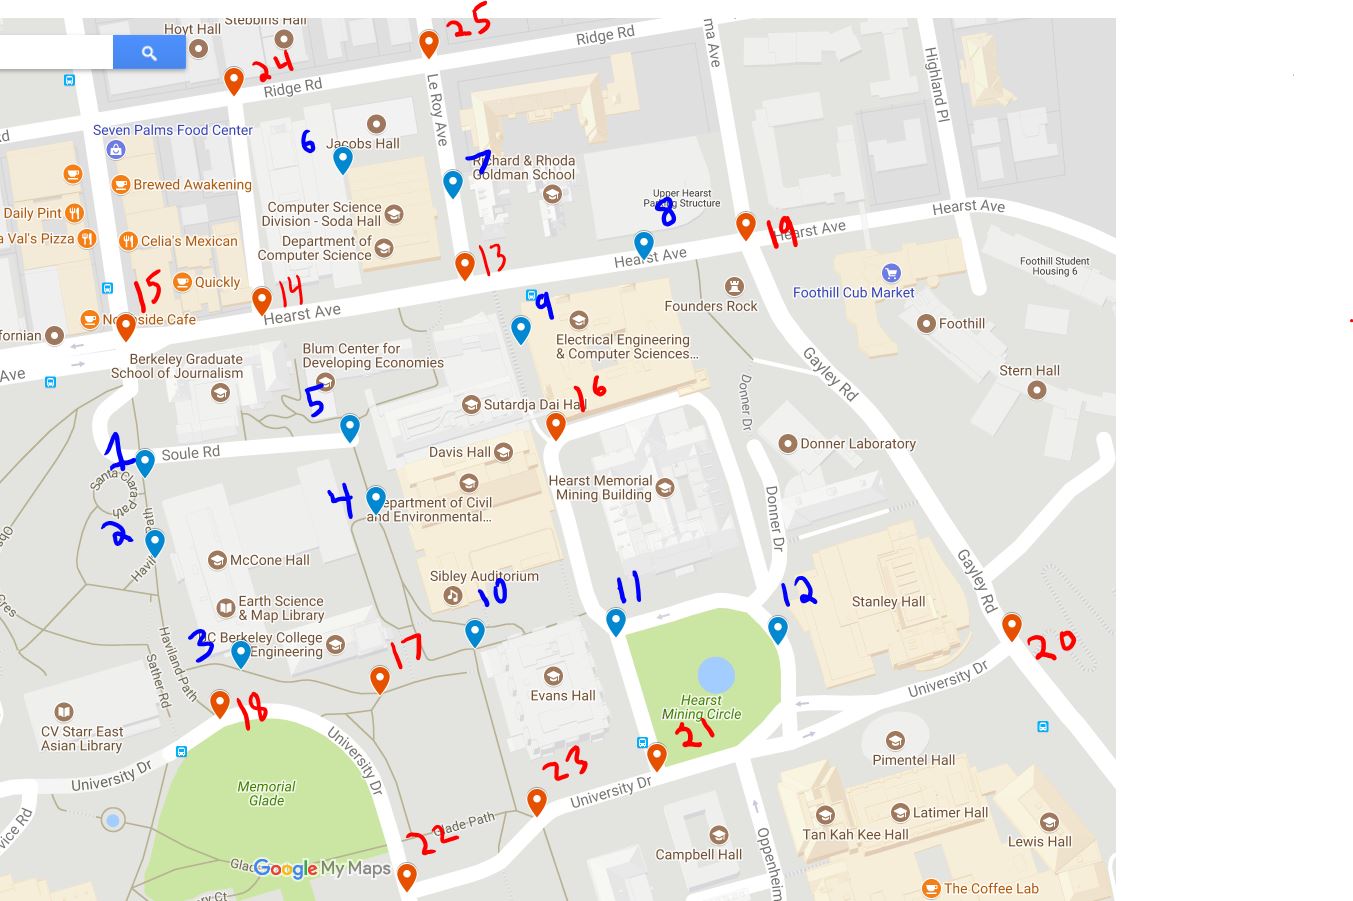 25
Hoyt Hall
Stebbins Hall
Ridge Rd
24
Ridge Rd
Le Roy Ave
ma Ave
Highland Pl
Seven Palms Food Center
6
Jacobs Hall
7
Richard & Rhoda
Goldman School
Brewed Awakening
Daily Pint
Computer Science
Division - Soda Hall
Upper Hearst
Parking Structure
8
Hearst Ave
a Val's Pizza
Celia's Mexican
Department of
Computer Science
13
Hearst Ave
19
Hearst Ave
Foothill Student
Housing 6
15
Quickly
14
Hearst Ave
9
Founders Rock
Foothill Cub Market
Northside Cafe
fornian
Electrical Engineering
& Computer Sciences...
Foothill
Berkeley Graduate
School of Journalism
Blum Center for
Developing Economies
Ave
5
Sutardja Dai Hall
16
Donner Dr
Gayley Rd
Stern Hall
1
Soule Rd
Davis Hall
Donner Laboratory
Santa Clara Path
4
Department of Civil
and Environmental...
Hearst Memorial
Mining Building
Donner Dr
2
Havil
Path
McCone Hall
Sibley Auditorium
10
11
12
Stanley Hall
Gayley Rd
Earth Science
& Map Library
3
UC Berkeley College
Engineering
17
20
Haviland Path
Sather Rd
18
Evans Hall
Hearst
Mining Circle
University Dr
CV Starr East
Asian Library
21
University Dr
University Dr
23
University Dr
Pimentel Hall
Memorial
Glade
Glade Path
22
Tan Kah Kee Hall
Latimer Hall
Lewis Hall
vice Rd
Campbell Hall
Oppenheim
Glad
Google My Maps
ry Ct
The Coffee Lab